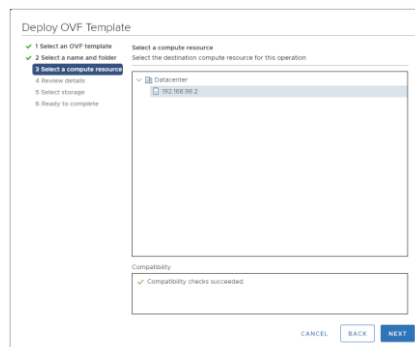 Deploy OVF Template
1 Select an OVF template
2 Select a name and folder
3 Select a compute resource
4 Review details
5 Select storage
6 Ready to complete
Select a compute resource
Select the destination compute resource for this operation
Datacenter
192.168.98.2
Compatibility
Compatibility checks succeeded.
CANCEL BACK NEXT